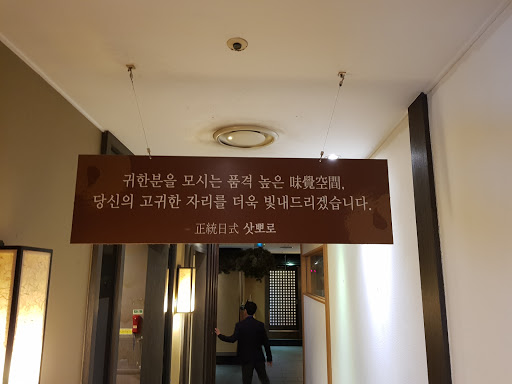 귀한분을 모시는 품격 높은 味覺空間,
당신의 고귀한 자리를 더욱 빛내드리겠습니다.
正統日式 삿뽀로